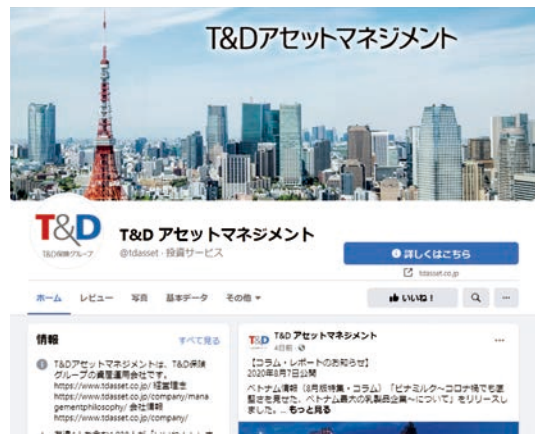 T&Dアセットマネジメント
T&D
T&D保険グループ
T&D アセットマネジメント
@tdasset · 投資サービス
詳しくはこちら
tdasset.co.jp
ホーム レビュー 写真 基本データ その他
いいね！
情報 すべて見る
T&Dアセットマネジメントは、T&D保険
グループの資産運用会社です。
https://www.tdasset.co.jp/ 経営理念
https://www.tdasset.co.jp/company/mana
gementphilosophy/ 会社情報
https://www.tdasset.co.jp/company/
T&D
T&D アセットマネジメント
4日前
【コラム・レポートのお知らせ】
2020年8月7日公開
ベトナム情報（8月版特集・コラム）「ビナミルク～コロナ禍でも堅
堅さを見せた、ベトナム最大の乳製品企業～について」をリリースし
ました。... もっと見る